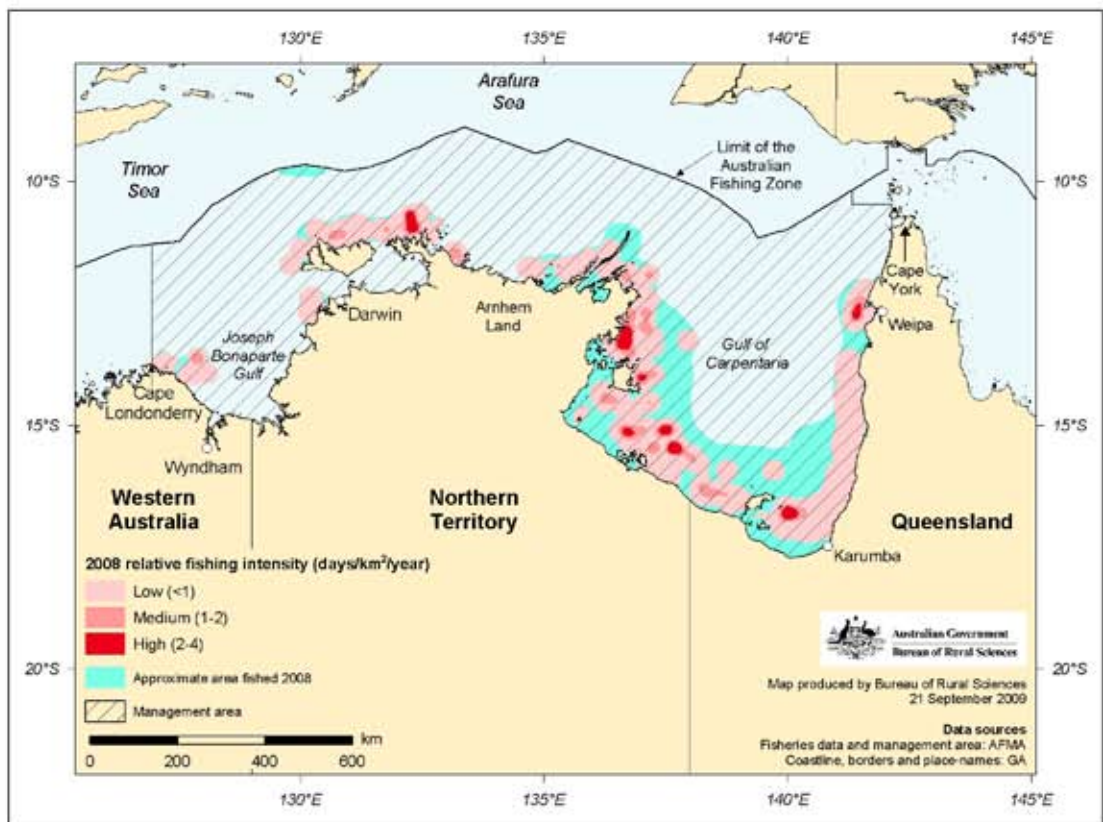 130°E
135°E
140°E
145°E
Arafura
Sea
Timor
Sea
Limit of the
Australian
Fishing Zone
10°S
10°S
Cape
York
Weipa
Darwin
Arnhem
Land
Joseph
Bonaparte
Gulf
Gulf of
Carpentaria
Cape
Londonderry
15°S
15°S
Wyndham
Western
Australia
Northern
Territory
Queensland
Karumba
2008 relative fishing intensity (days/km²/year)
Low (<1)
Medium (1-2)
High (2-4)
Approximate area fished 2008
Management area
km
0 200 400 600
Australian Government
Bureau of Rural Sciences
20°S
20°S
Map produced by Bureau of Rural Sciences
21 September 2009
Data sources
Fisheries data and management area: AFMA
Coastline, borders and place-names: GA
130°E
135°E
140°E
145°E